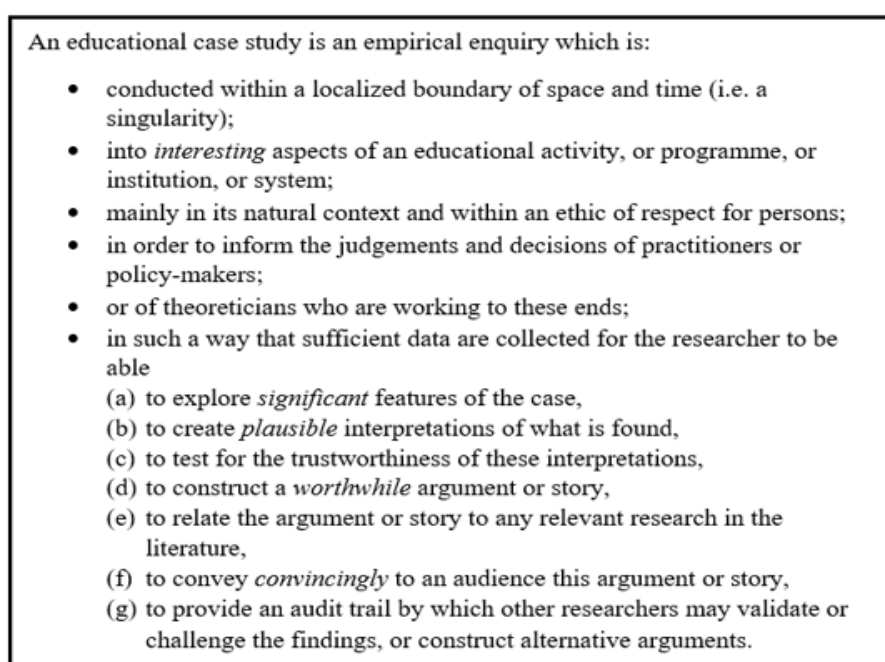 An educational case study is an empirical enquiry which is:
• conducted within a localized boundary of space and time (i.e. a
singularity);
• into interesting aspects of an educational activity, or programme, or
institution, or system;
• mainly in its natural context and within an ethic of respect for persons;
• in order to inform the judgements and decisions of practitioners or
policy-makers;
• or of theoreticians who are working to these ends;
• in such a way that sufficient data are collected for the researcher to be
able
(a) to explore significant features of the case,
(b) to create plausible interpretations of what is found,
(c) to test for the trustworthiness of these interpretations,
(d) to construct a worthwhile argument or story,
(e) to relate the argument or story to any relevant research in the
literature,
(f) to convey convincingly to an audience this argument or story,
(g) to provide an audit trail by which other researchers may validate or
challenge the findings, or construct alternative arguments.